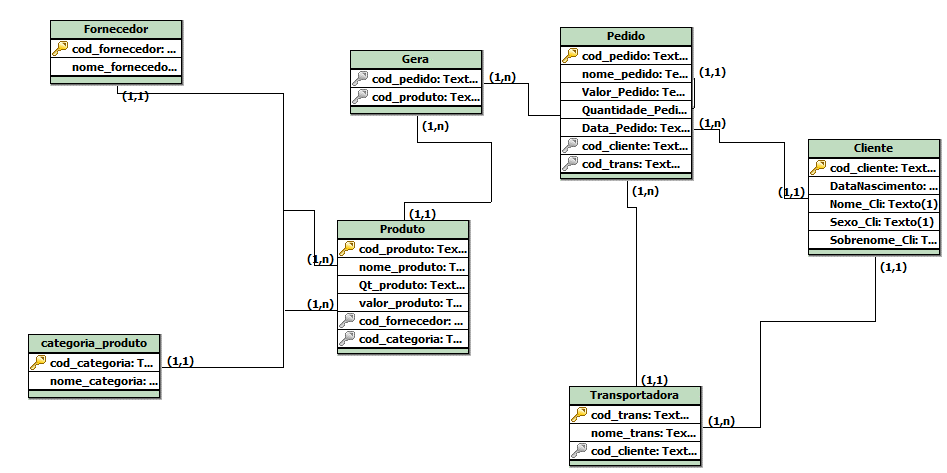 Fornecedor
cod_fornecedor: ...
nome_fornecedo...
(1,1)
Gera
cod_pedido: Text...
cod_produto: Tex...
(1,n)
(1,n)
Pedido
cod_pedido: Text...
nome_pedido: Tex...
Valor_Pedido: Te...
Quantidade_Pedi...
Data_Pedido: Tex...
cod_cliente: Text...
cod_trans: Text...
(1,1)
(1,n)
(1,n)
Cliente
cod_cliente: Text...
DataNascimento: ...
Nome_Cli: Texto(1)
Sexo_Cli: Texto(1)
Sobrenome_Cli: T...
(1,1)
(1,1)
(1,1)
Produto
cod_produto: Tex...
nome_produto: T...
Qt_produto: Text...
valor_produto: T...
cod_fornecedor: ...
cod_categoria: T...
(1,n)
(1,n)
categoria_produto
cod_categoria: T...
nome_categoria: ...
(1,1)
(1,1)
Transportadora
cod_trans: Text...
nome_trans: Tex...
cod_cliente: Text...
(1,n)